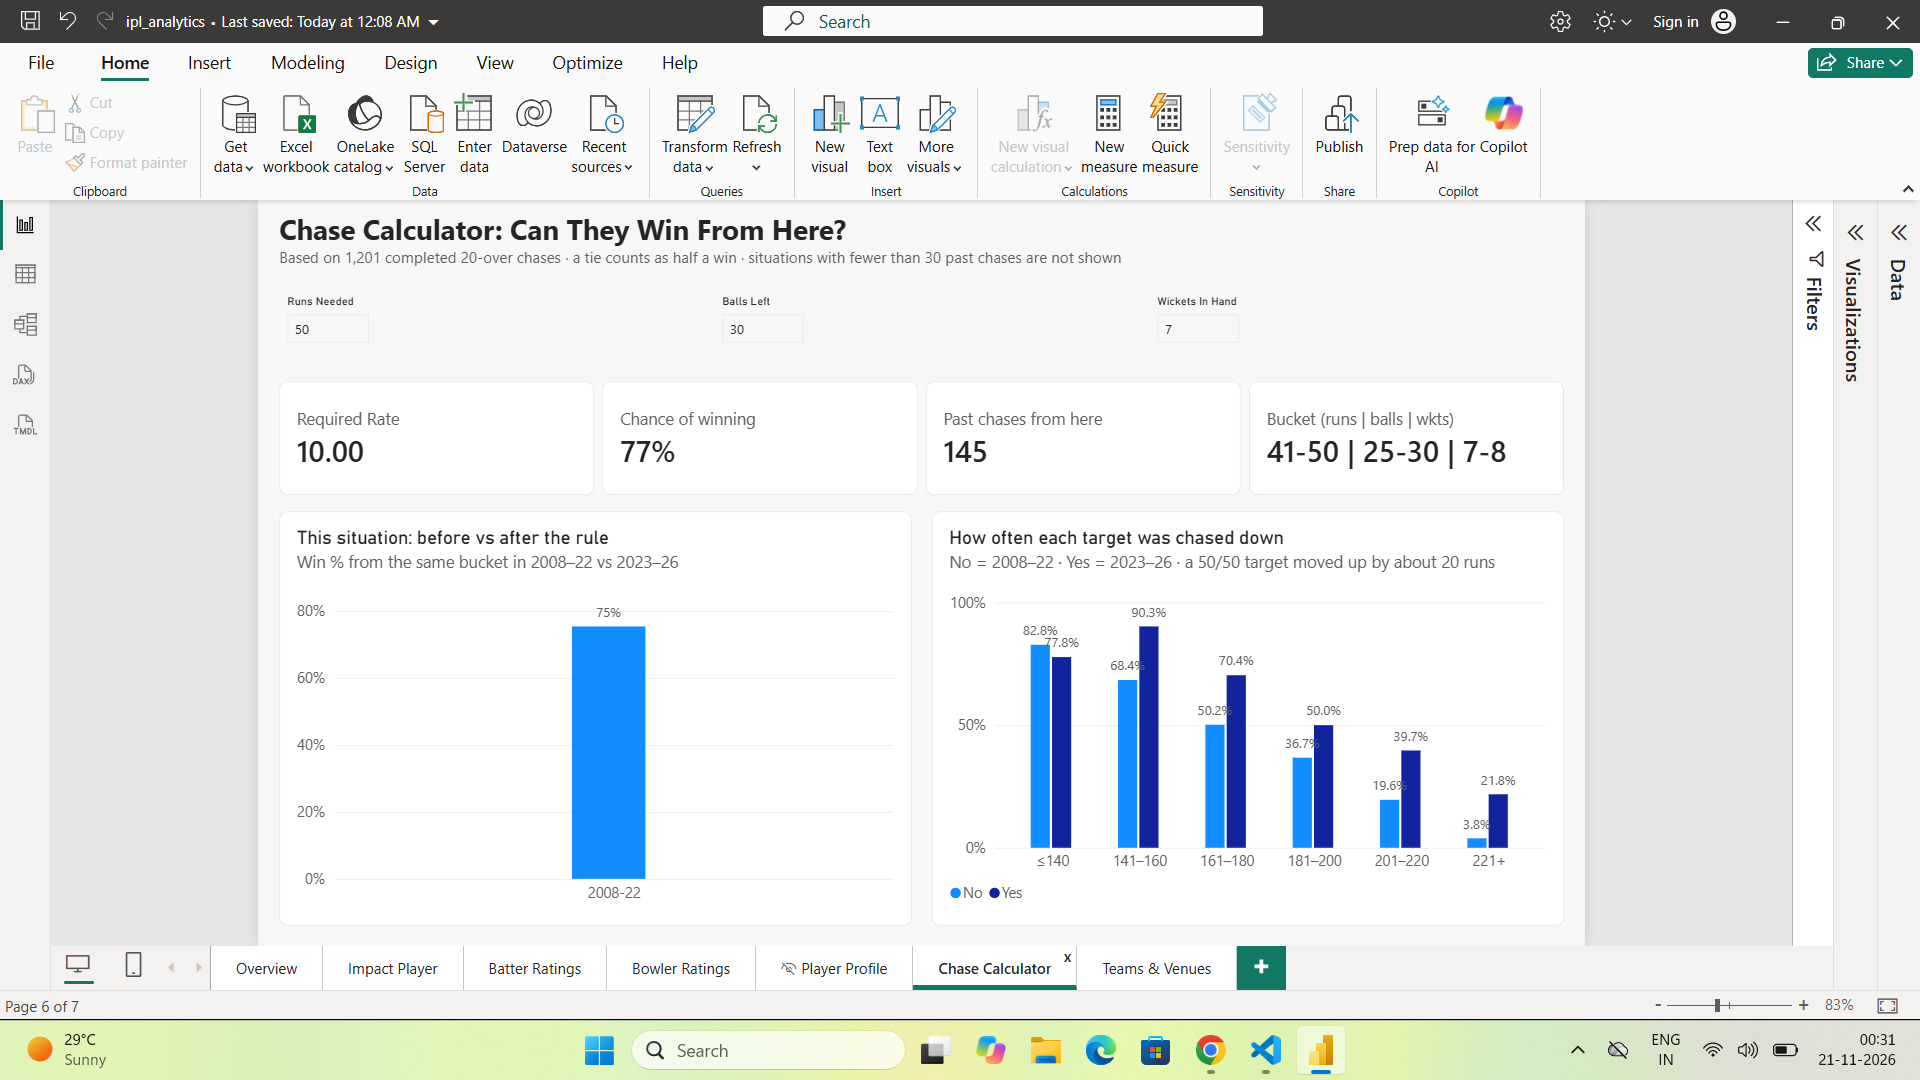 ipl_analytics • Last saved: Today at 12:08 AM
Search
Sign in
File Home Insert Modeling Design View Optimize Help
Share
Paste
Cut
Copy
Format painter
Clipboard
Get data
Excel workbook
OneLake catalog
SQL Server
Enter data
Dataverse
Recent sources
Data
Transform data
Refresh
Queries
New visual
Text box
More visuals
Insert
New visual calculation
New measure
Quick measure
Calculations
Sensitivity
Sensitivity
Publish
Share
Prep data for AI
Copilot
Copilot
DAX
TMDL
Chase Calculator: Can They Win From Here?
Based on 1,201 completed 20-over chases · a tie counts as half a win · situations with fewer than 30 past chases are not shown
Runs Needed
50
Balls Left
30
Wickets In Hand
7
Required Rate
10.00
Chance of winning
77%
Past chases from here
145
Bucket (runs | balls | wkts)
41-50 | 25-30 | 7-8
This situation: before vs after the rule
Win % from the same bucket in 2008–22 vs 2023–26
80%
60%
40%
20%
0%
75%
2008-22
How often each target was chased down
No = 2008–22 · Yes = 2023–26 · a 50/50 target moved up by about 20 runs
100%
50%
0%
82.8% 77.8%
68.4% 90.3%
50.2% 70.4%
36.7% 50.0%
19.6% 39.7%
3.8% 21.8%
≤140 141–160 161–180 181–200 201–220 221+
No Yes
Filters
Visualizations
Data
Overview Impact Player Batter Ratings Bowler Ratings Player Profile Chase Calculator x Teams & Venues +
Page 6 of 7
- + 83%
29°C
Sunny
Search
ENG
IN
00:31
21-11-2026